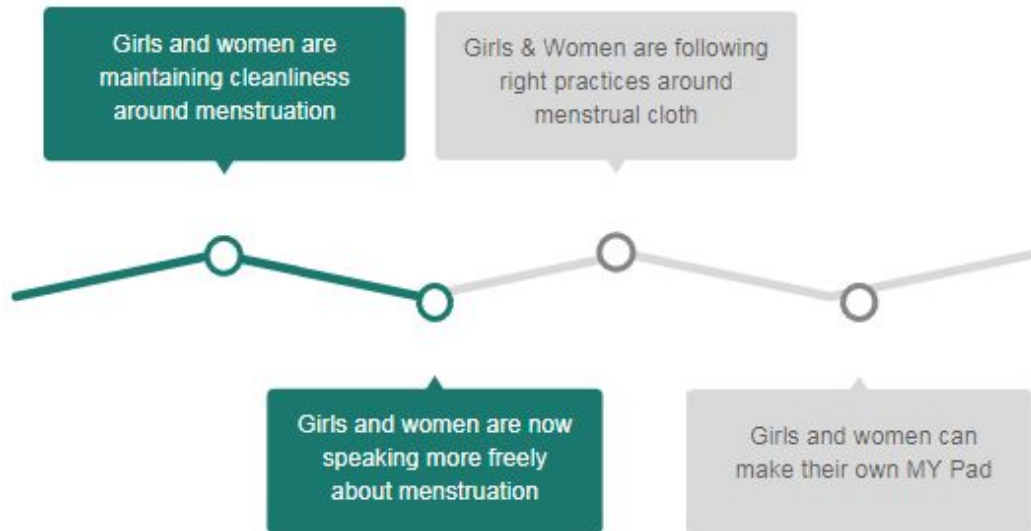 Girls and women are
maintaining cleanliness
around menstruation
Girls & Women are following
right practices around
menstrual cloth
Girls and women are now
speaking more freely
about menstruation
Girls and women can
make their own MY Pad